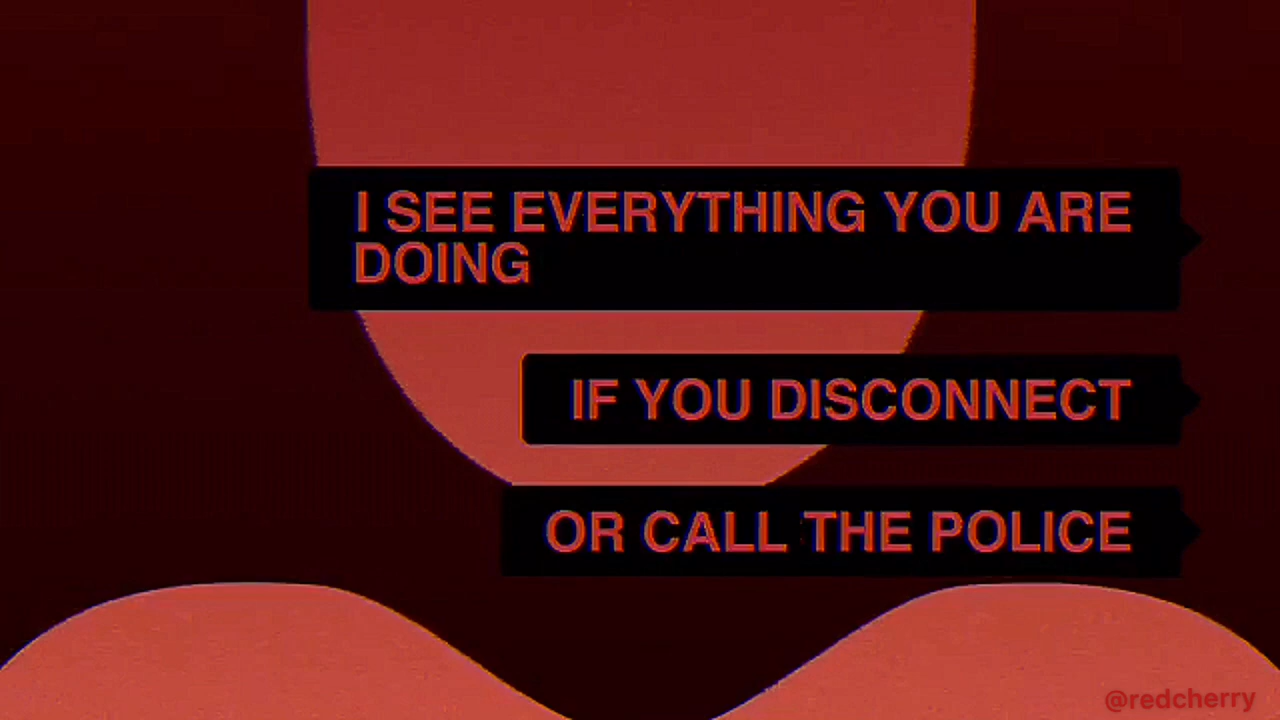 I SEE EVERYTHING YOU ARE
DOING
IF YOU DISCONNECT
OR CALL THE POLICE
@redcherry